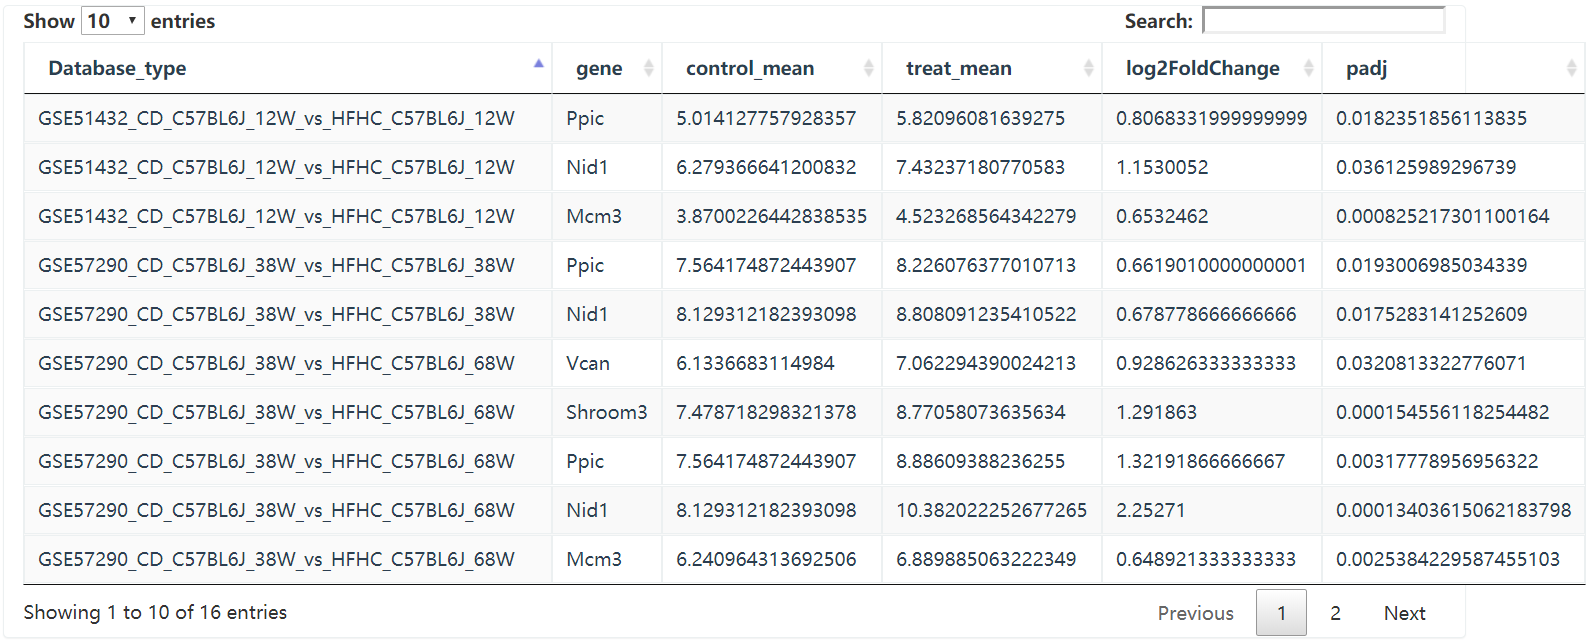 Show 10 entries Search:
Database_type gene control_mean treat_mean log2FoldChange padj
GSE51432_CD_C57BL6J_12W_vs_HFHC_C57BL6J_12W Ppic 5.014127757928357 5.82096081639275 0.8068331999999999 0.0182351856113835
GSE51432_CD_C57BL6J_12W_vs_HFHC_C57BL6J_12W Nid1 6.279366641200832 7.43237180770583 1.1530052 0.036125989296739
GSE51432_CD_C57BL6J_12W_vs_HFHC_C57BL6J_12W Mcm3 3.8700226442838535 4.523268564342279 0.6532462 0.000825217301100164
GSE57290_CD_C57BL6J_38W_vs_HFHC_C57BL6J_38W Ppic 7.564174872443907 8.226076377010713 0.6619010000000001 0.0193006985034339
GSE57290_CD_C57BL6J_38W_vs_HFHC_C57BL6J_38W Nid1 8.129312182393098 8.808091235410522 0.678778666666666 0.0175283141252609
GSE57290_CD_C57BL6J_38W_vs_HFHC_C57BL6J_68W Vcan 6.1336683114984 7.062294390024213 0.928626333333333 0.0320813322776071
GSE57290_CD_C57BL6J_38W_vs_HFHC_C57BL6J_68W Shroom3 7.478718298321378 8.77058073635634 1.291863 0.000154556118254482
GSE57290_CD_C57BL6J_38W_vs_HFHC_C57BL6J_68W Ppic 7.564174872443907 8.88609388236255 1.32191866666667 0.00317778956956322
GSE57290_CD_C57BL6J_38W_vs_HFHC_C57BL6J_68W Nid1 8.129312182393098 10.382022252677265 2.25271 0.00013403615062183798
GSE57290_CD_C57BL6J_38W_vs_HFHC_C57BL6J_68W Mcm3 6.240964313692506 6.889885063222349 0.648921333333333 0.0025384229587455103
Showing 1 to 10 of 16 entries Previous 1 2 Next